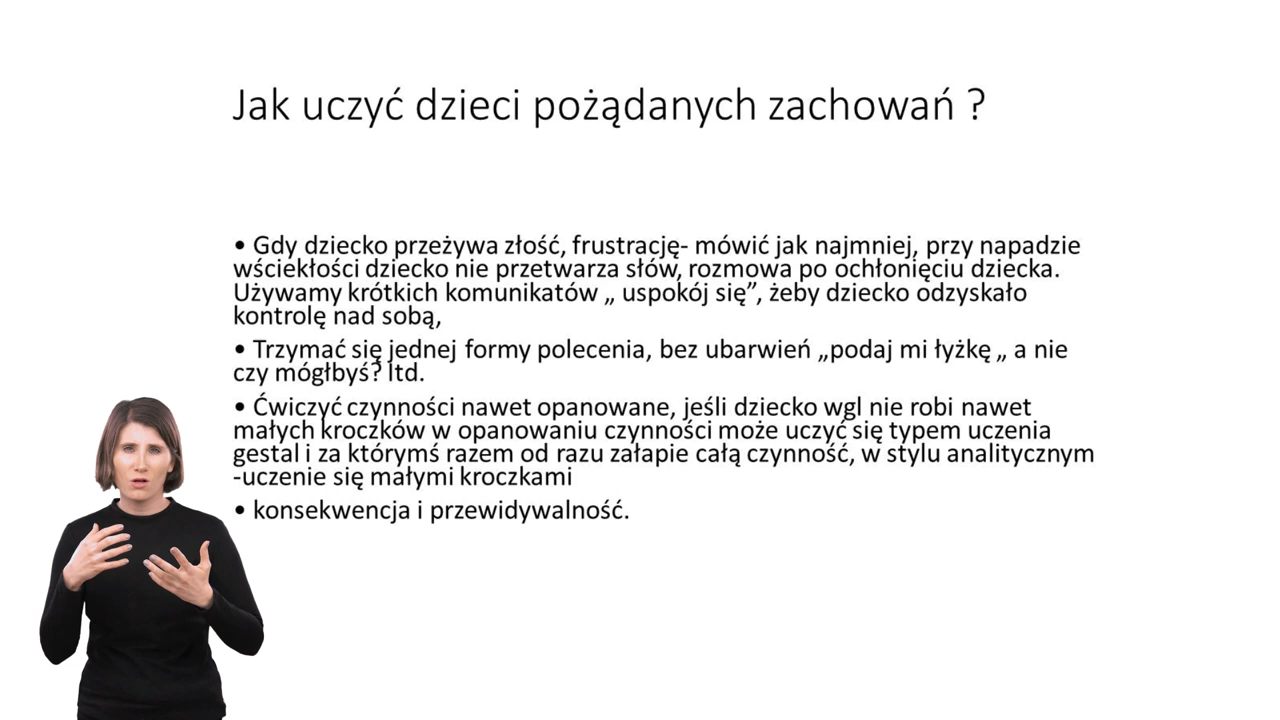 Jak uczyć dzieci pożądanych zachowań ?
• Gdy dziecko przeżywa złość, frustrację- mówić jak najmniej, przy napadzie
wściekłości dziecko nie przetwarza słów, rozmowa po ochłonięciu dziecka.
Używamy krótkich komunikatów „ uspokój się”, żeby dziecko odzyskało
kontrolę nad sobą,
• Trzymać się jednej formy polecenia, bez ubarwień „podaj mi łyżkę „ a nie
czy mógłbyś? Itd.
• Ćwiczyć czynności nawet opanowane, jeśli dziecko wgl nie robi nawet
małych kroczków w opanowaniu czynności może uczyć się typem uczenia
gestal i za którymś razem od razu załapie całą czynność, w stylu analitycznym
-uczenie się małymi kroczkami
• konsekwencja i przewidywalność.